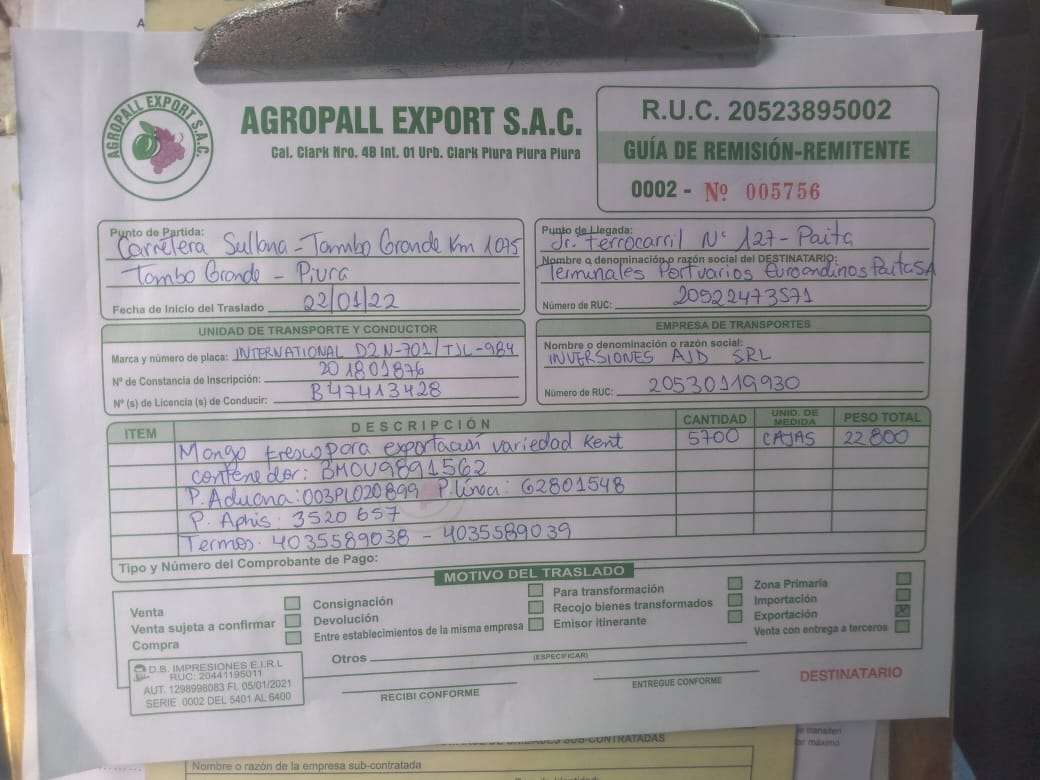 A
AGROPALL EXPORT S.A.C.
AGROPALL EXPORT S.A.C.
Cal. Clark Nro. 4B Int. 01 Urb. Clark Piura Piura Piura
R.U.C. 20523895002
GUÍA DE REMISIÓN-REMITENTE
0002 - Nº 005756
Punto de Partida:
Carretera Sullana - Tambo Grande Km 1075
Tambo Grande - Piura
Fecha de Inicio del Traslado 22/01/22
Punto de Llegada:
Jr. Ferrocarril N° 127 - Paita
Nombre o denominación o razón social del DESTINATARIO:
Terminales Portuarios Euroandinos Paita SA
Número de RUC: 20522473571
UNIDAD DE TRANSPORTE Y CONDUCTOR
Marca y número de placa: INTERNATIONAL D2N-701/TJL-984
Nº de Constancia de Inscripción: 201801876
Nº (s) de Licencia (s) de Conducir: B47413428
EMPRESA DE TRANSPORTES
Nombre o denominación o razón social:
INVERSIONES AJD SRL
Número de RUC: 20530119930
ITEM DESCRIPCIÓN CANTIDAD UNID. DE MEDIDA PESO TOTAL
Mango fresco para exportación variedad Kent 5700 CAJAS 22800
contenedor: BMOU9891562
P. Aduana: 003PL020899 P. línea: 62801548
P. Aphis. 3520657
Termos. 4035589038 - 4035589039
Tipo y Número del Comprobante de Pago:
MOTIVO DEL TRASLADO
Venta
Venta sujeta a confirmar
Compra
Consignación
Devolución
Entre establecimientos de la misma empresa
Para transformación
Recojo bienes transformados
Emisor itinerante
Zona Primaria
Importación
Exportación X
Venta con entrega a terceros
Otros
(ESPECIFICAR)
D.B. IMPRESIONES E.I.R.L
RUC: 20441195011
AUT. 1298998083 FI. 05/01/2021
SERIE 0002 DEL 5401 AL 6400
RECIBI CONFORME
ENTREGUE CONFORME
DESTINATARIO
DE UNIDADES SUB-CONTRATADAS
Nombre o razón de la empresa sub-contratada
máximo